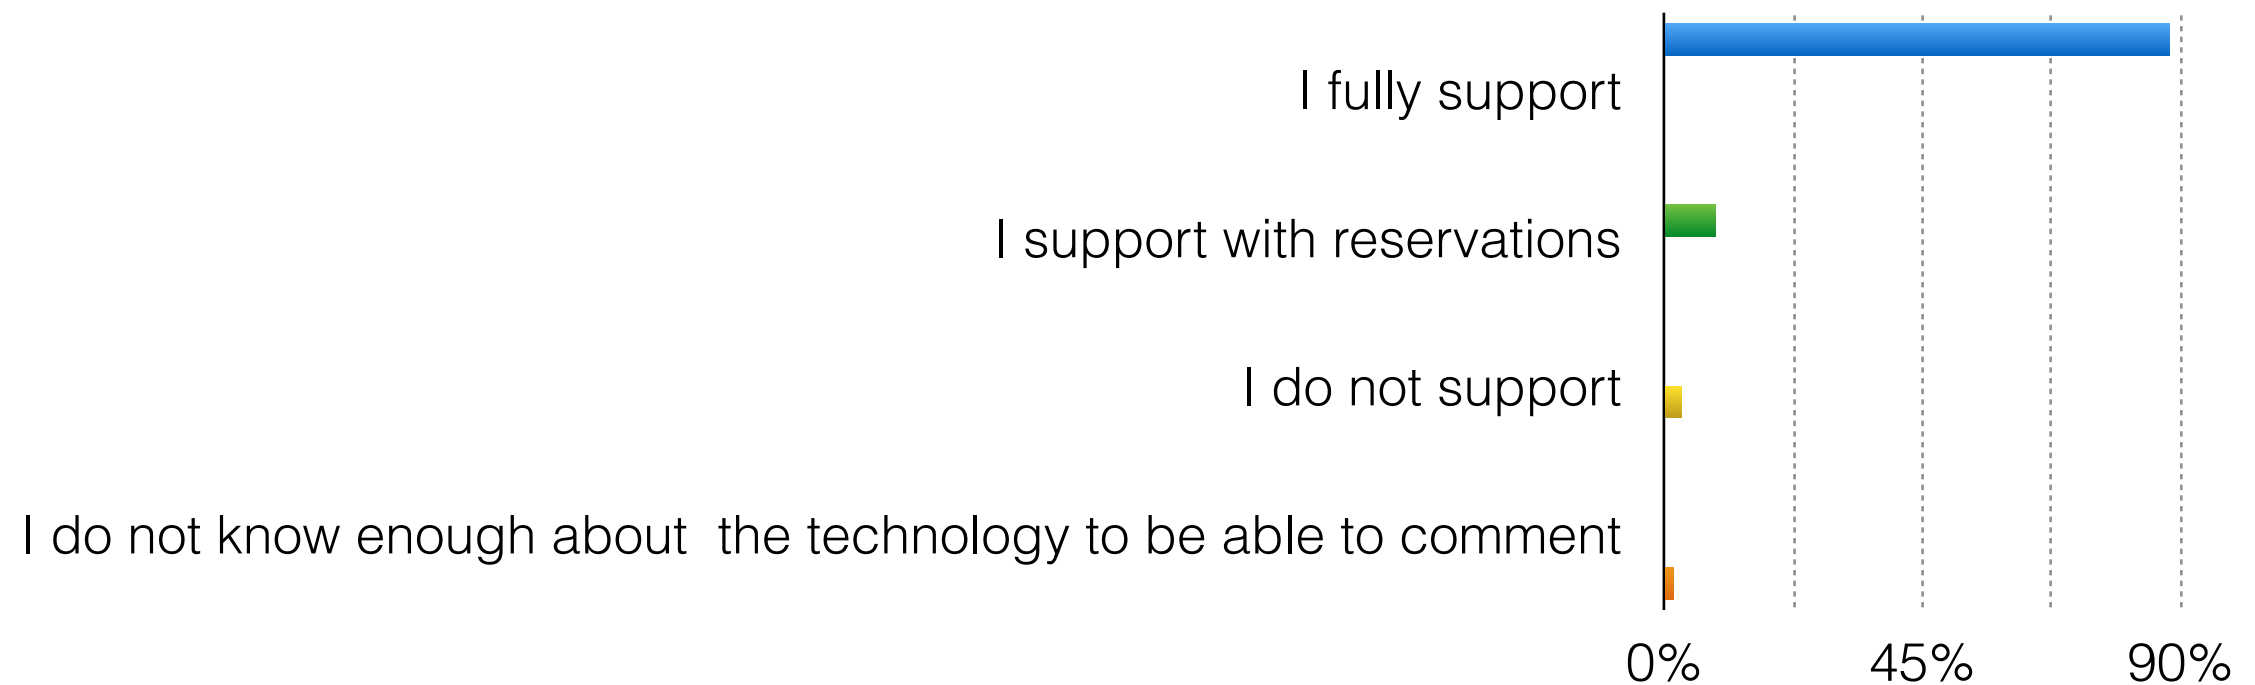 I fully support
I support with reservations
I do not support
I do not know enough about  the technology to be able to comment
0% 45% 90%